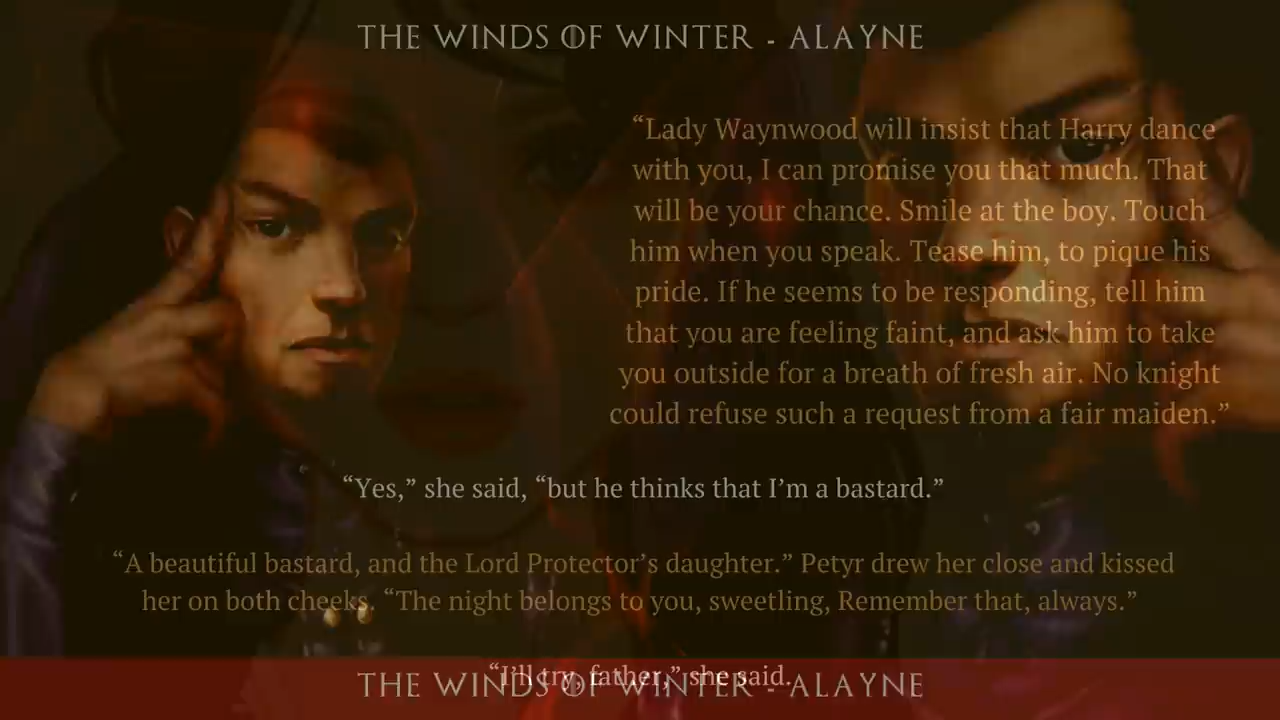 THE WINDS OF WINTER - ALAYNE
“Lady Waynwood will insist that Harry dance
with you, I can promise you that much. That
will be your chance. Smile at the boy. Touch
him when you speak. Tease him, to pique his
pride. If he seems to be responding, tell him
that you are feeling faint, and ask him to take
you outside for a breath of fresh air. No knight
could refuse such a request from a fair maiden.”
“Yes,” she said, “but he thinks that I’m a bastard.”
“A beautiful bastard, and the Lord Protector’s daughter.” Petyr drew her close and kissed
her on both cheeks. “The night belongs to you, sweetling, Remember that, always.”
“I’ll try, father,” she said.
THE WINDS OF WINTER - ALAYNE